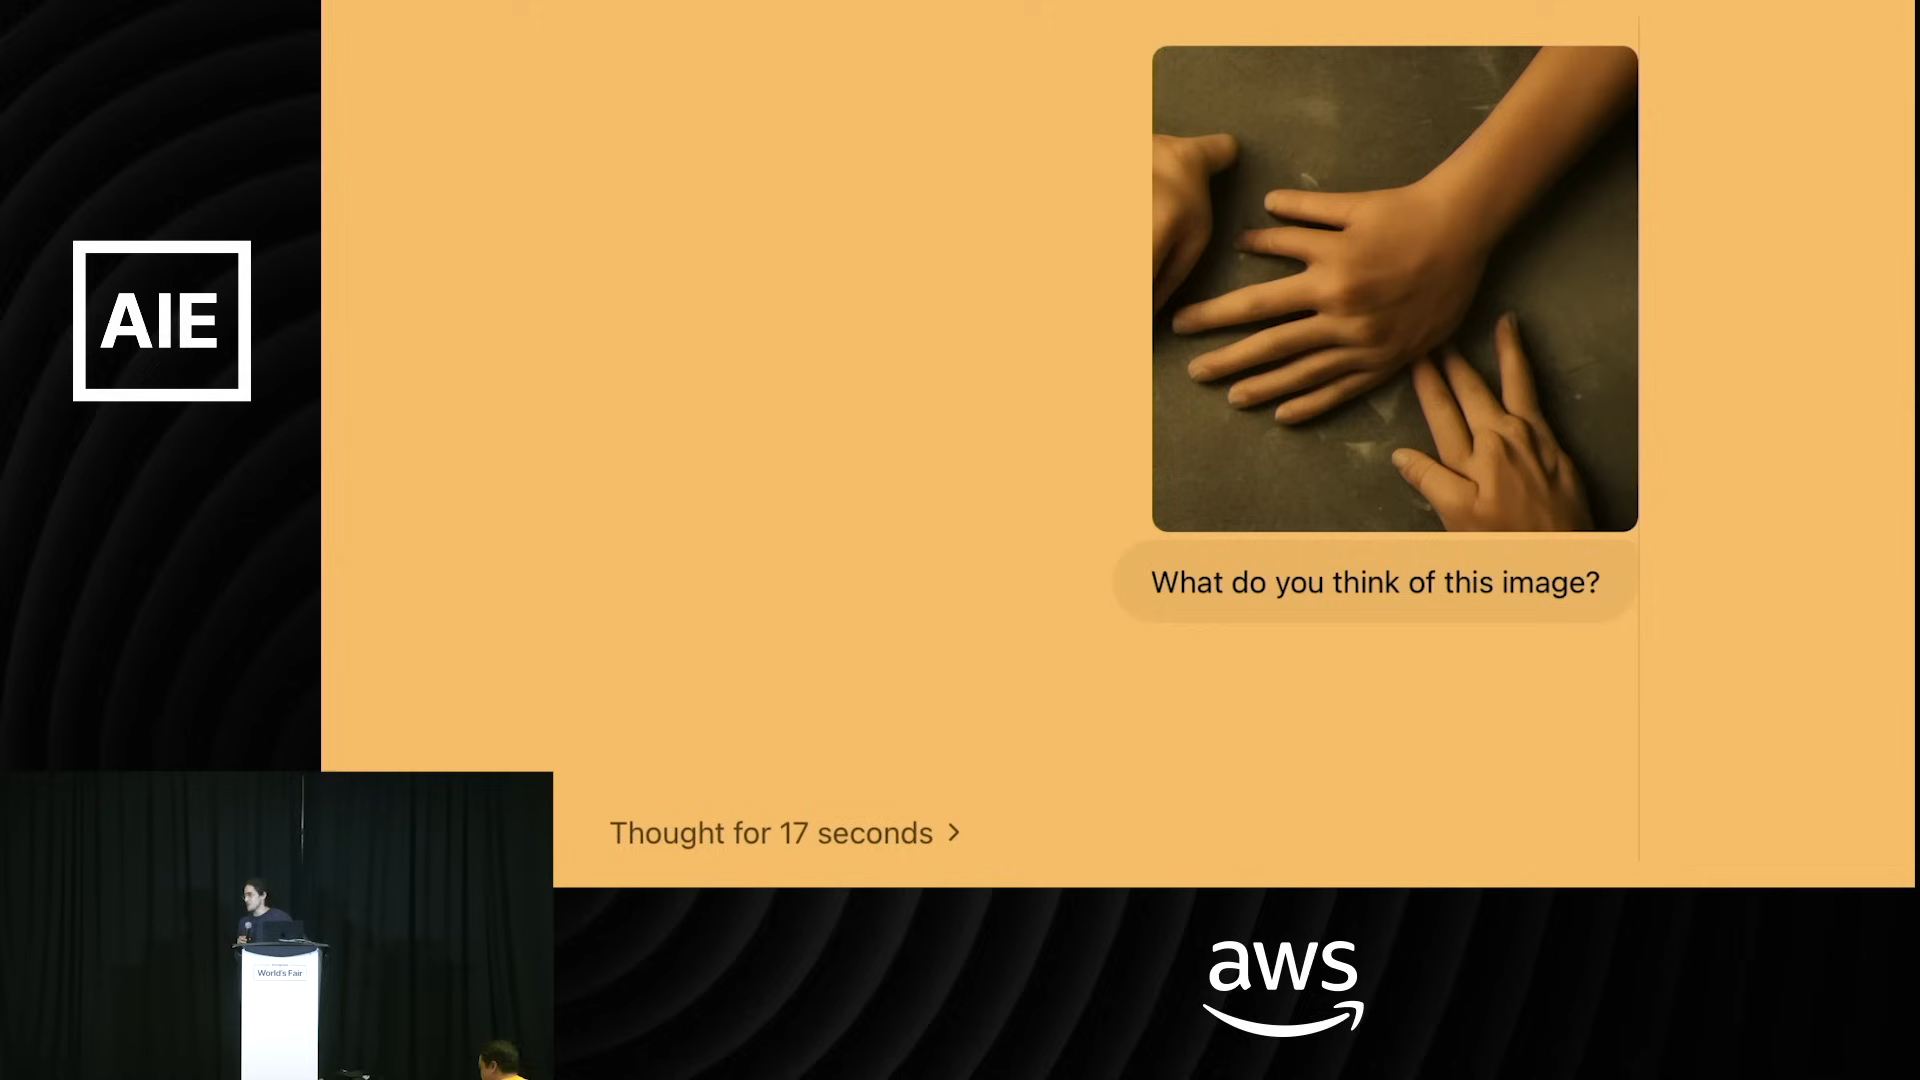 AIE
What do you think of this image?
Thought for 17 seconds >
World's Fair
aws